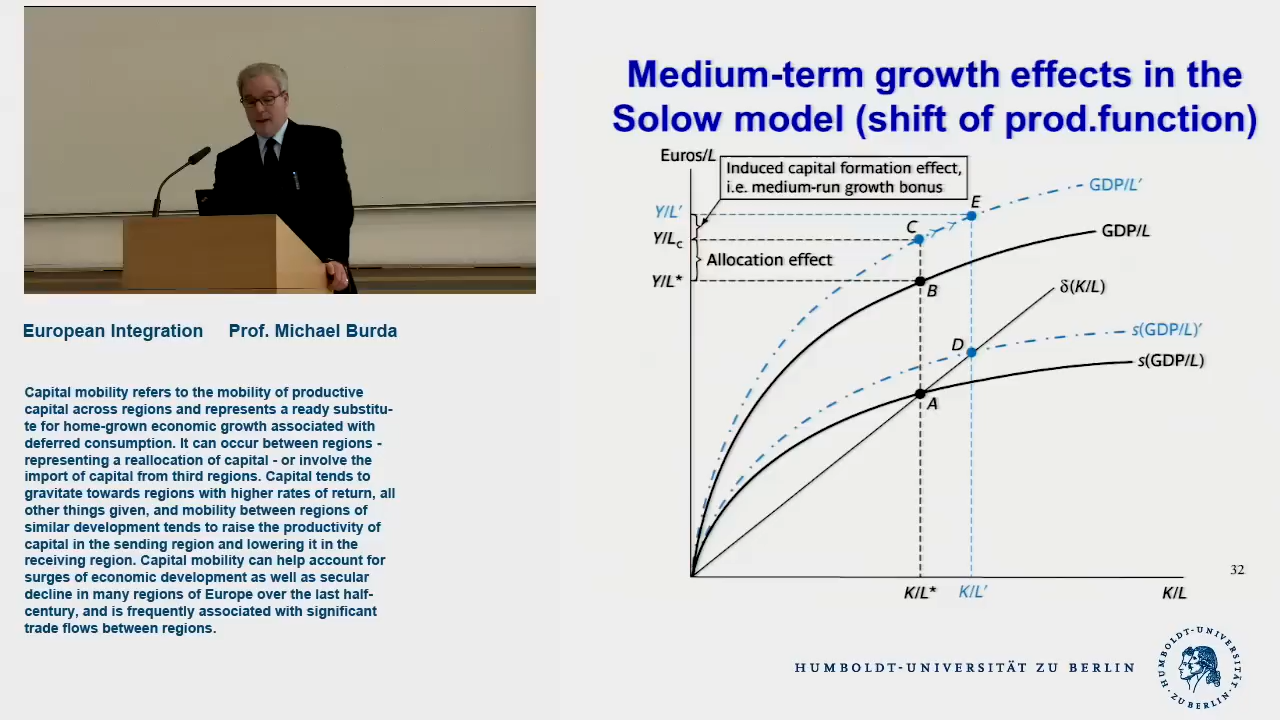 Medium-term growth effects in the
Solow model (shift of prod.function)
Euros/L
Induced capital formation effect,
i.e. medium-run growth bonus
GDP/L′
E
Y/L′
C
GDP/L
Y/Lc
Allocation effect
Y/L*
B
δ(K/L)
s(GDP/L)′
D
s(GDP/L)
A
K/L*
K/L′
K/L
32
European Integration Prof. Michael Burda
Capital mobility refers to the mobility of productive
capital across regions and represents a ready substitu-
te for home-grown economic growth associated with
deferred consumption. It can occur between regions -
representing a reallocation of capital - or involve the
import of capital from third regions. Capital tends to
gravitate towards regions with higher rates of return, all
other things given, and mobility between regions of
similar development tends to raise the productivity of
capital in the sending region and lowering it in the
receiving region. Capital mobility can help account for
surges of economic development as well as secular
decline in many regions of Europe over the last half-
century, and is frequently associated with significant
trade flows between regions.
HUMBOLDT-UNIVERSITÄT ZU BERLIN
HUMBOLDT-UNIVERSITÄT
·ZU BERLIN·